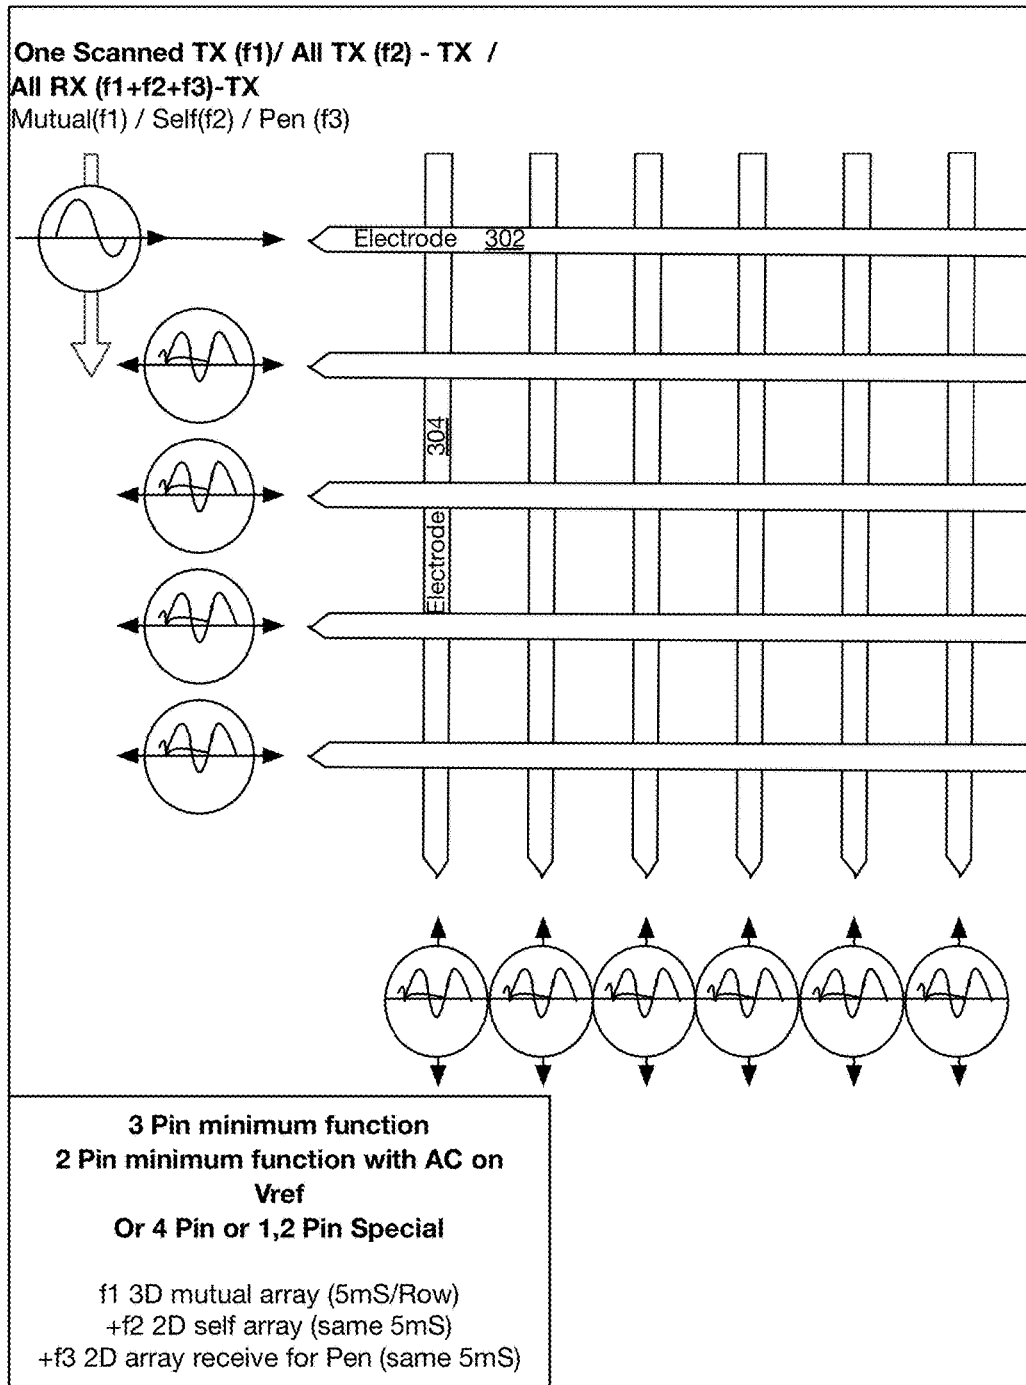 One Scanned TX (f1)/ All TX (f2) - TX /
All RX (f1+f2+f3)-TX
Mutual(f1) / Self(f2) / Pen (f3)
Electrode 302
Electrode 304
3 Pin minimum function
2 Pin minimum function with AC on
Vref
Or 4 Pin or 1,2 Pin Special
f1 3D mutual array (5mS/Row)
+f2 2D self array (same 5mS)
+f3 2D array receive for Pen (same 5mS)